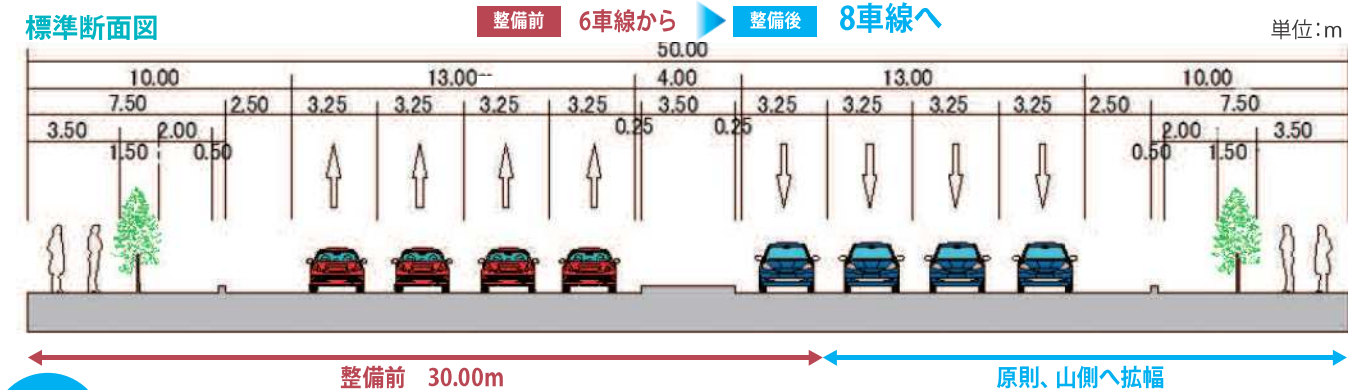 標準断面図
整備前 6車線から 整備後 8車線へ
単位：m
50.00
10.00 13.00 4.00 13.00 10.00
7.50 2.50 3.25 3.25 3.25 3.25 3.50 3.25 3.25 3.25 3.25 2.50 7.50
3.50 2.00 0.25 0.25 2.00 3.50
1.50 0.50 0.50 1.50
整備前 30.00m
原則、山側へ拡幅